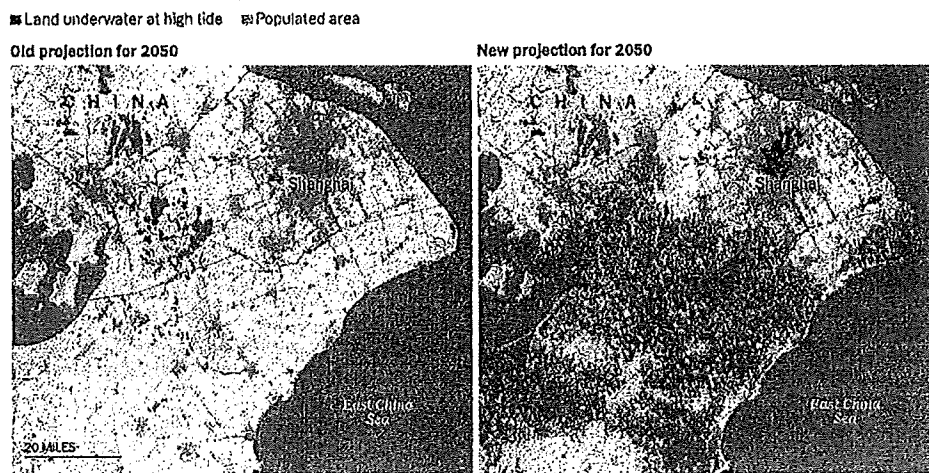 Land underwater at high tide Populated area
Old projection for 2050 New projection for 2050
CHINA CHINA
Shanghai Shanghai
East China East China
Sea Sea
20 MILES